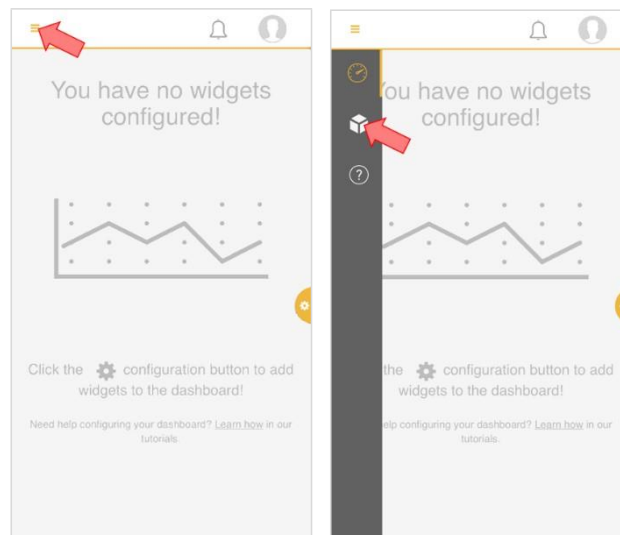 You have no widgets
configured!
Click the configuration button to add
widgets to the dashboard!
Need help configuring your dashboard? Learn how in our
tutorials
?
You have no widgets
configured!
the configuration button to add
widgets to the dashboard!
elp configuring your dashboard? Learn how in our
tutorials.